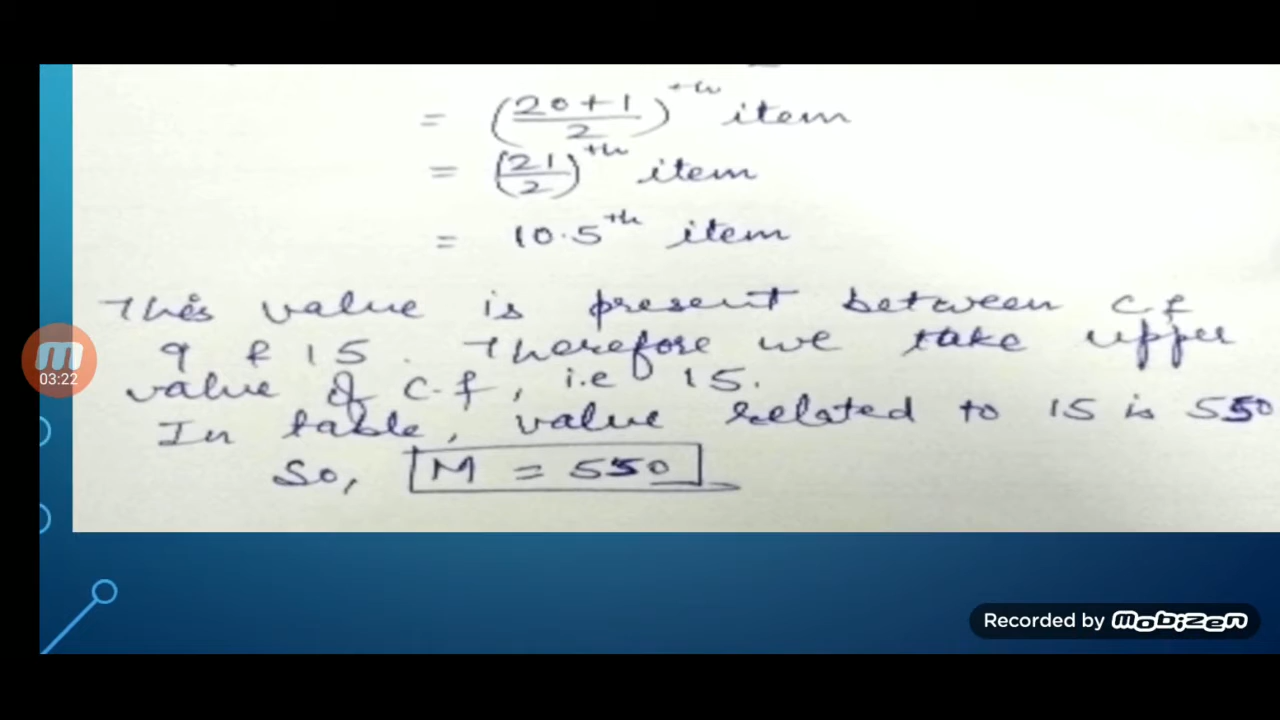 = (20+1/2)th item
= (21/2)th item
= 10.5th item
This value is present between c.f
9 & 15. Therefore we take upper
value of c.f, i.e 15.
In table, value related to 15 is 550
So, M = 550
03:22
Recorded by mobizen